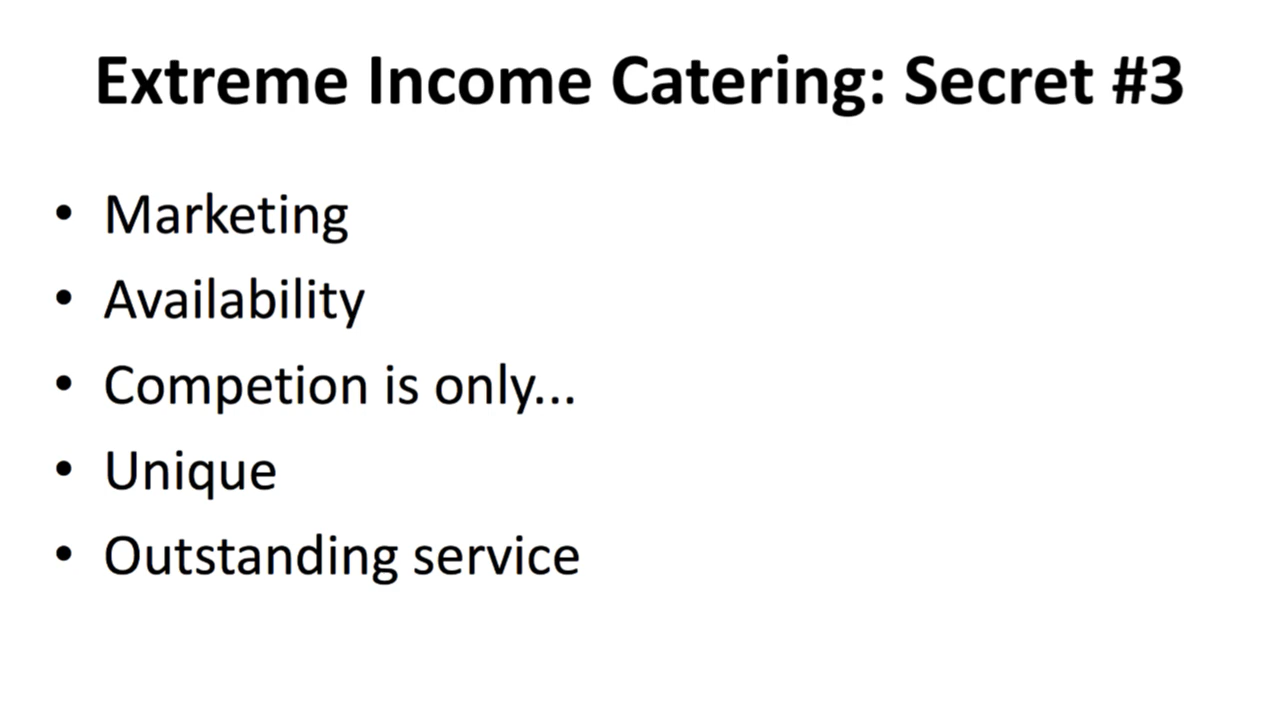 Extreme Income Catering: Secret #3
• Marketing
• Availability
• Competion is only...
• Unique
• Outstanding service